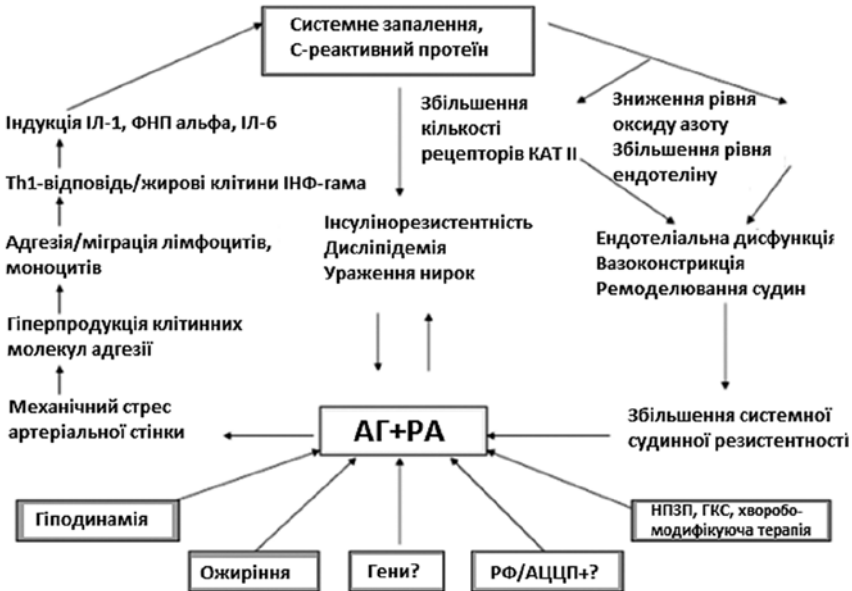 Системне запалення,
С-реактивний протеїн
Індукція ІЛ-1, ФНП альфа, ІЛ-6
Th1-відповідь/жирові клітини ІНФ-гама
Адгезія/міграція лімфоцитів,
моноцитів
Гіперпродукція клітинних
молекул адгезії
Механічний стрес
артеріальної стінки
Збільшення
кількості
рецепторів КАТ II
Зниження рівня
оксиду азоту
Збільшення рівня
ендотеліну
Інсулінорезистентність
Дисліпідемія
Ураження нирок
Ендотеліальна дисфункція
Вазоконстрикція
Ремоделювання судин
Збільшення системної
судинної резистентності
АГ+РА
Гіподинамія
Ожиріння
Гени?
РФ/АЦЦП+?
НПЗП, ГКС, хворобо-
модифікуюча терапія